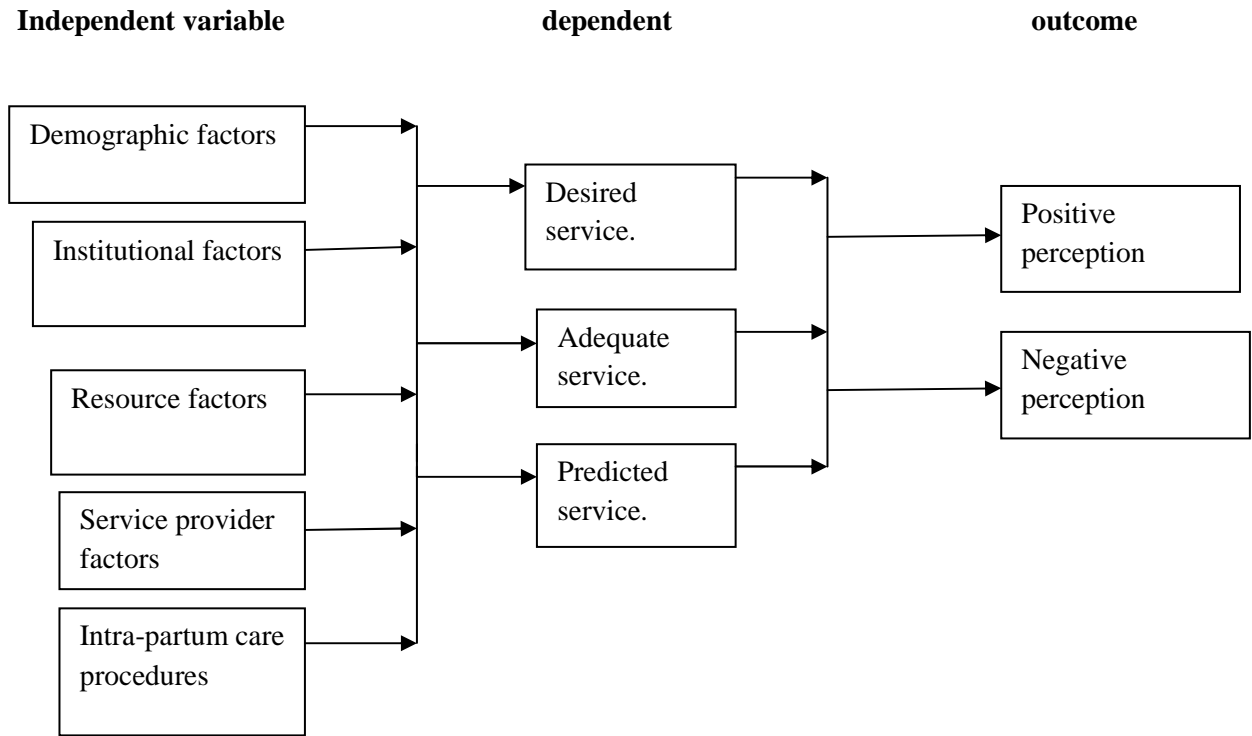 Independent variable
dependent
outcome
Demographic factors
Institutional factors
Resource factors
Service provider
factors
Intra-partum care
procedures
Desired
service.
Adequate
service.
Predicted
service.
Positive
perception
Negative
perception